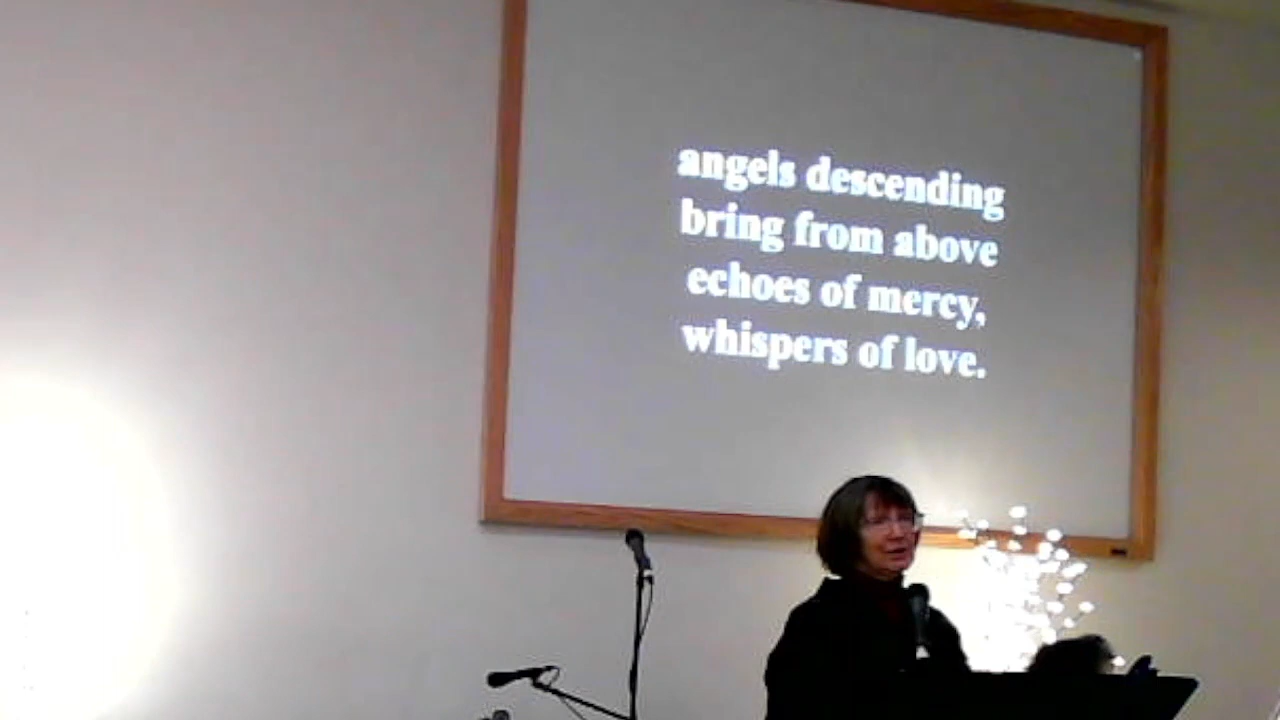 angels descending
bring from above
echoes of mercy,
whispers of love.